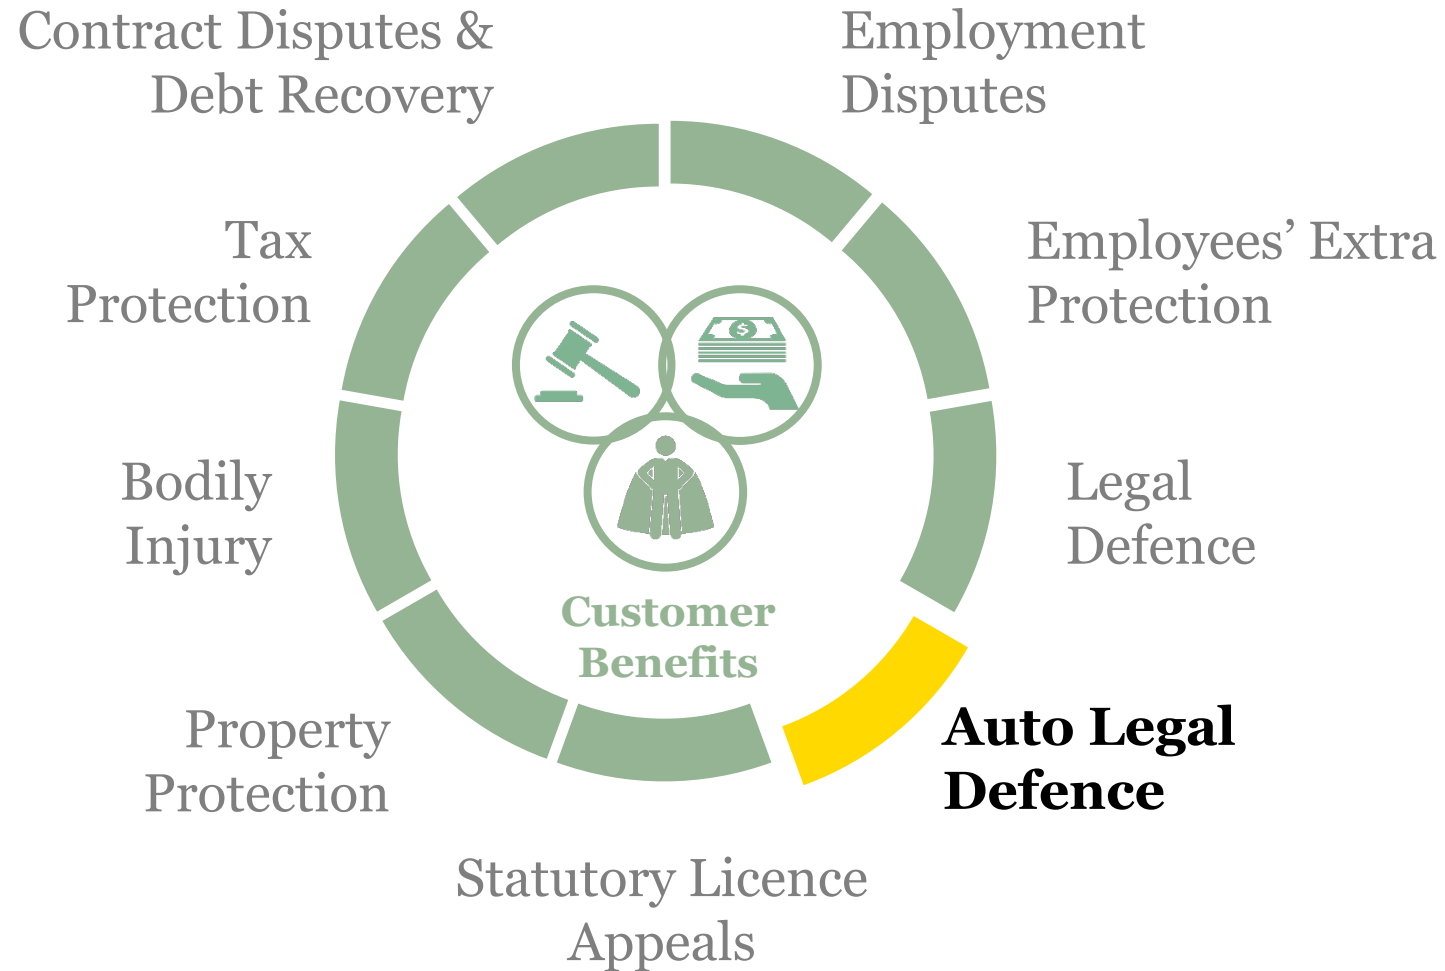 Contract Disputes &
Debt Recovery
Employment
Disputes
Tax
Protection
Employees’ Extra
Protection
Bodily
Injury
Legal
Defence
$
Customer
Benefits
Property
Protection
Auto Legal
Defence
Statutory Licence
Appeals